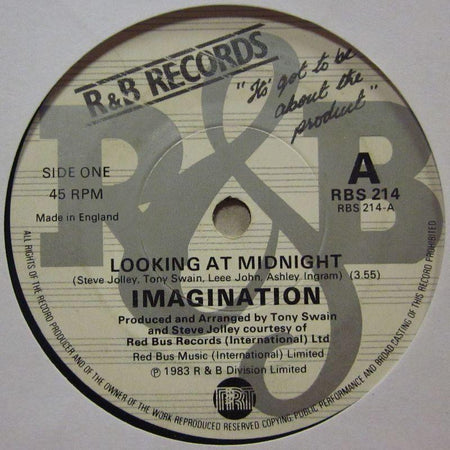 R&B RECORDS
"It's got to be
about the
product"
R&B
SIDE ONE
45 RPM
Made in England
A
RBS 214
RBS 214-A
LOOKING AT MIDNIGHT
(Steve Jolley, Tony Swain, Leee John, Ashley Ingram) (3.55)
IMAGINATION
Produced and Arranged by Tony Swain
and Steve Jolley courtesy of
Red Bus Records (International) Ltd
Red Bus Music (International) Limited
℗ 1983 R & B Division Limited
PRT
ALL RIGHTS OF THE RECORD PRODUCER AND OF THE OWNER OF THE WORK REPRODUCED RESERVED COPYING, PUBLIC PERFORMANCE AND BROADCASTING OF THIS RECORD PROHIBITED